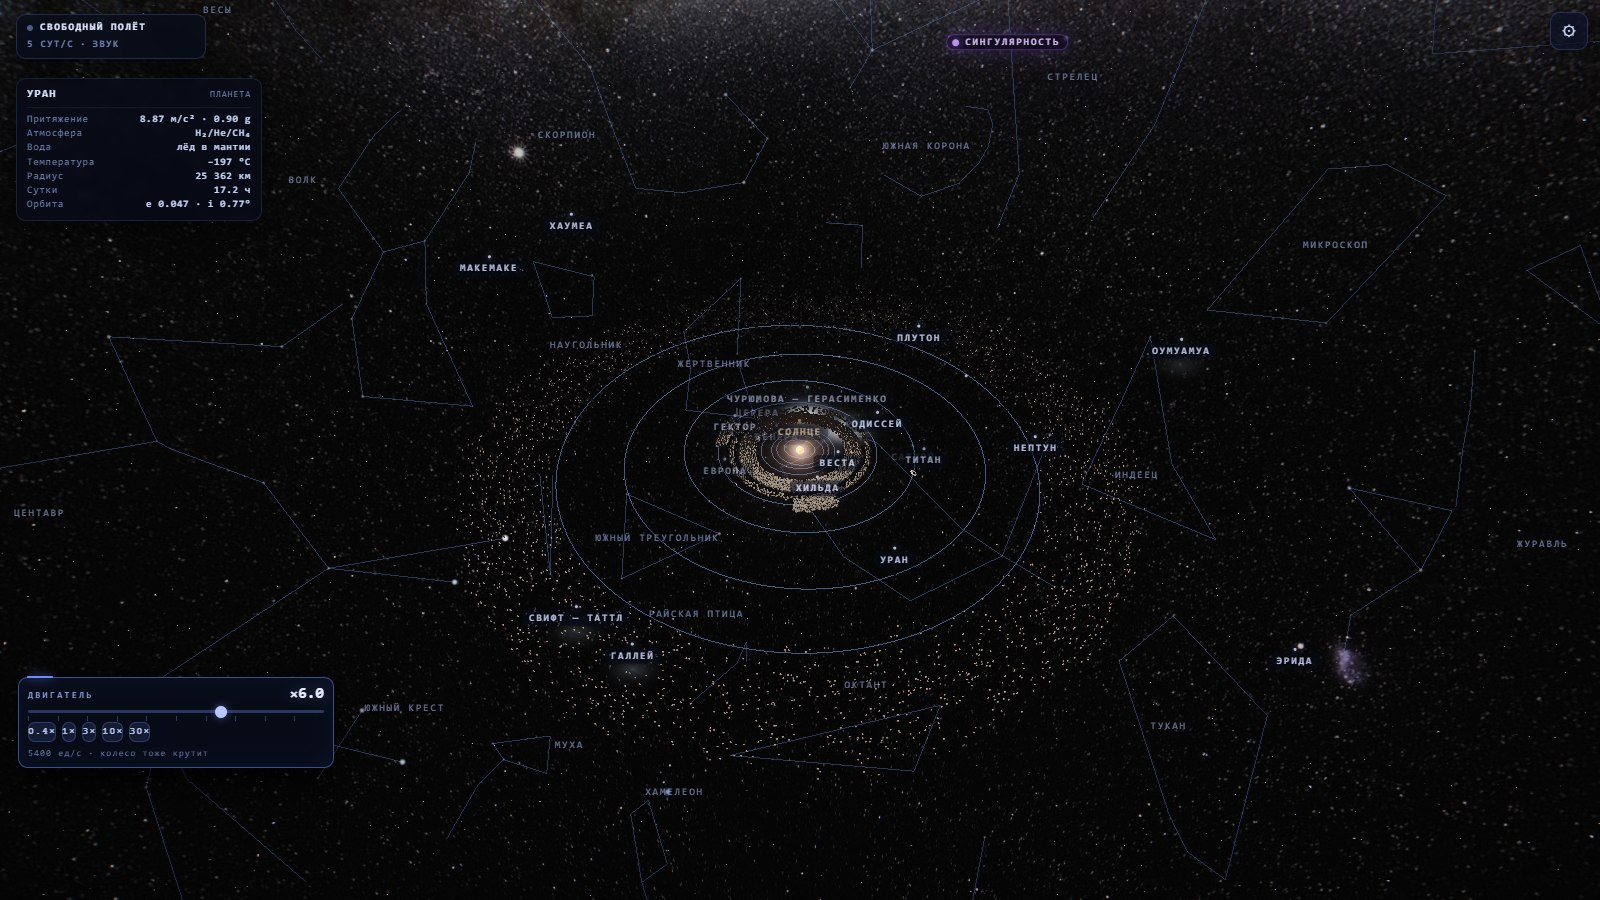 ВЕСЫ
СВОБОДНЫЙ ПОЛЁТ
5 СУТ/С · ЗВУК
СИНГУЛЯРНОСТЬ
СТРЕЛЕЦ
УРАН ПЛАНЕТА
Притяжение 8.87 м/с² · 0.90 g
Атмосфера H₂/He/CH₄
Вода лёд в мантии
Температура −197 °C
Радиус 25 362 км
Сутки 17.2 ч
Орбита e 0.047 · i 0.77°
СКОРПИОН
ЮЖНАЯ КОРОНА
ВОЛК
ХАУМЕА
МИКРОСКОП
МАКЕМАКЕ
ПЛУТОН
НАУГОЛЬНИК
ОУМУАМУА
ЖЕРТВЕННИК
ЧУРЮМОВА — ГЕРАСИМЕНКО
ЦЕРЕРА
ОДИССЕЙ
ГЕКТОР
СОЛНЦЕ
НЕПТУН
ТИТАН
ВЕСТА
ЕВРОПА
ИНДЕЕЦ
ХИЛЬДА
ЦЕНТАВР
ЮЖНЫЙ ТРЕУГОЛЬНИК
ЖУРАВЛЬ
УРАН
РАЙСКАЯ ПТИЦА
СВИФТ — ТАТТЛ
ГАЛЛЕЙ
ЭРИДА
ОКТАНТ
ДВИГАТЕЛЬ ×6.0
0.4× 1× 3× 10× 30×
5400 ед/с · колесо тоже крутит
ЮЖНЫЙ КРЕСТ
ТУКАН
МУХА
ХАМЕЛЕОН